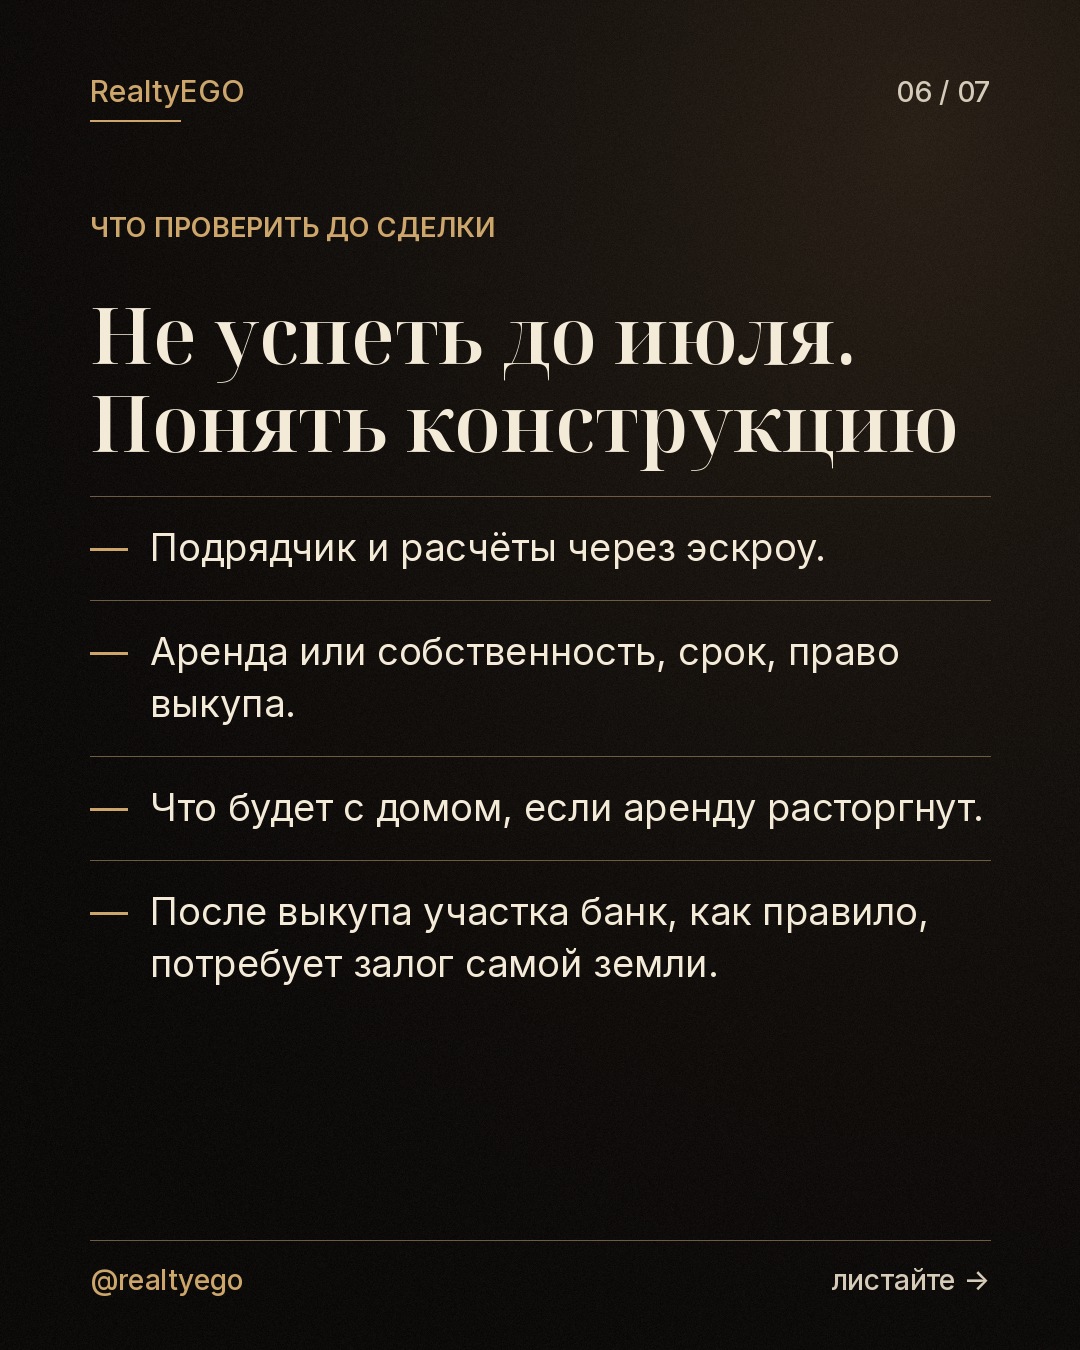 RealtyEGO
06 / 07
ЧТО ПРОВЕРИТЬ ДО СДЕЛКИ
Не успеть до июля.
Понять конструкцию
— Подрядчик и расчёты через эскроу.
— Аренда или собственность, срок, право
выкупа.
— Что будет с домом, если аренду расторгнут.
— После выкупа участка банк, как правило,
потребует залог самой земли.
@realtyego
листайте →